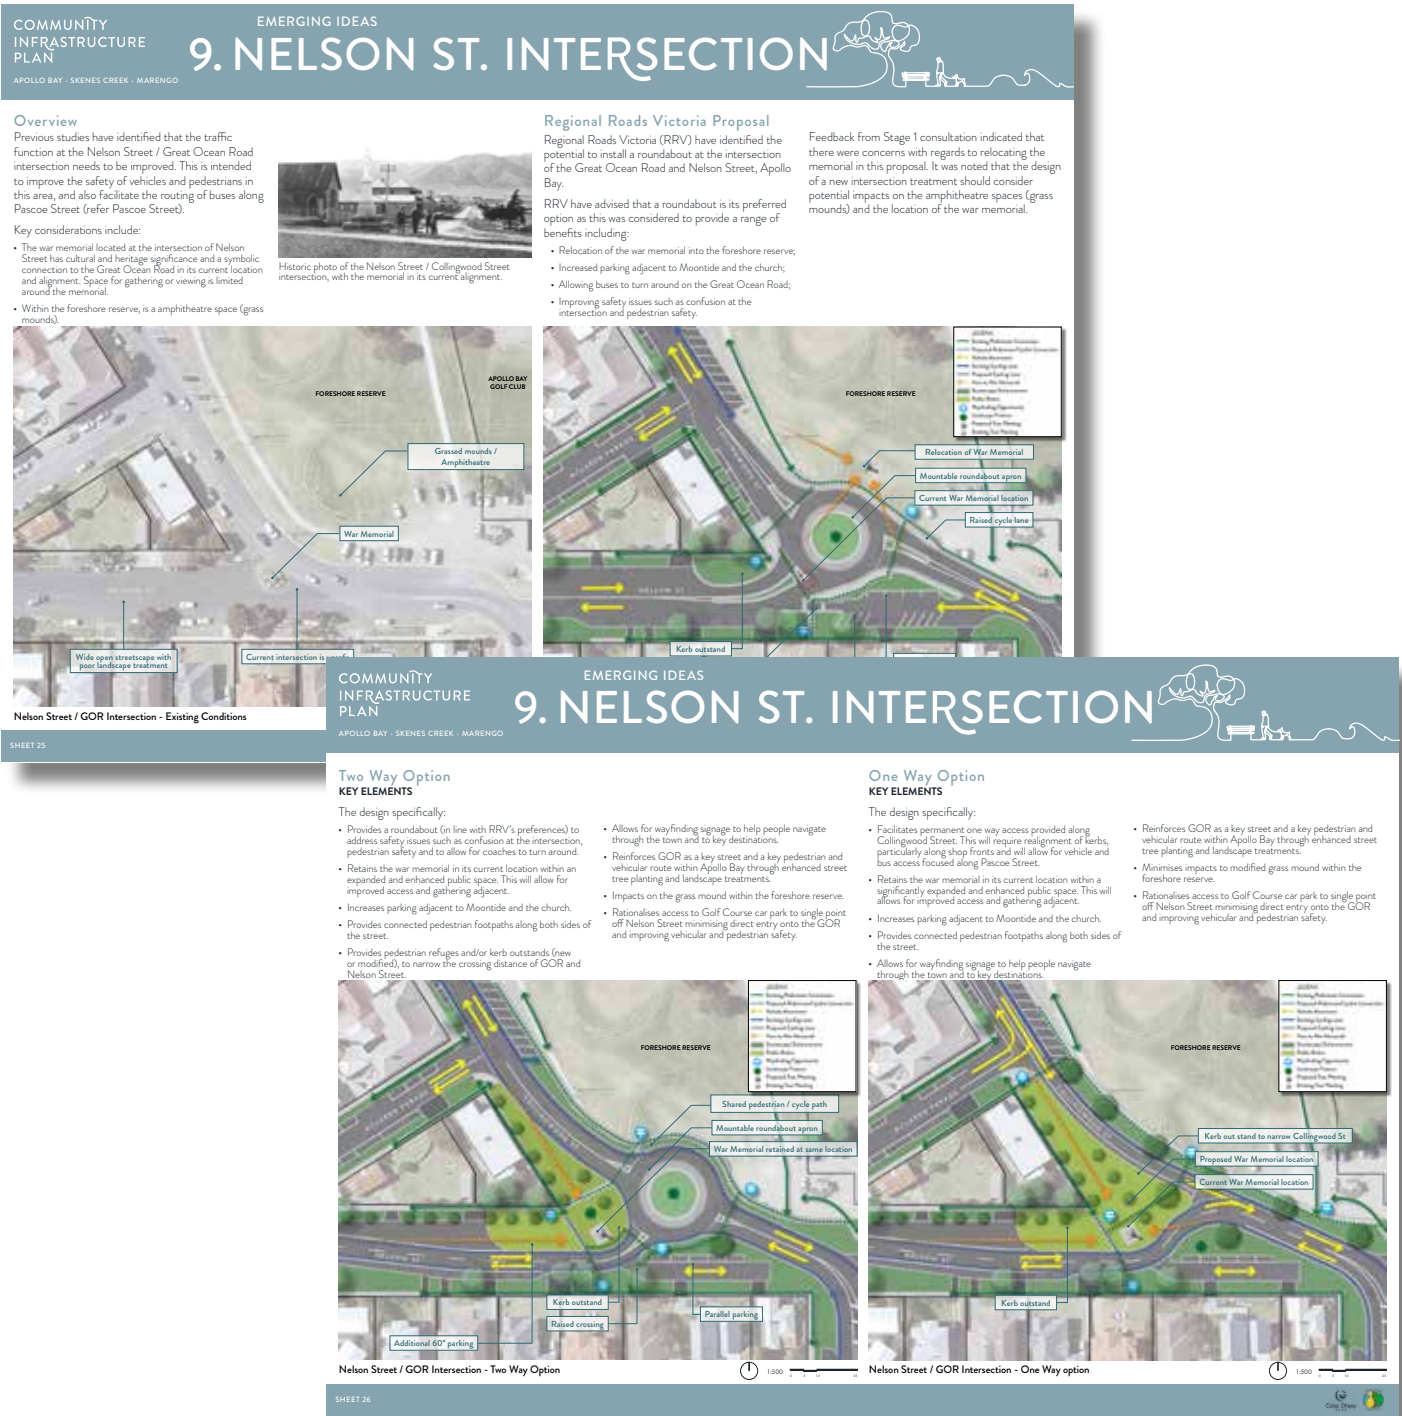 COMMUNITY
INFRASTRUCTURE
PLAN
APOLLO BAY - SKENES CREEK - MARENGO
EMERGING IDEAS
9. NELSON ST. INTERSECTION
Overview
Previous studies have identified that the traffic
function at the Nelson Street / Great Ocean Road
intersection needs to be improved. This is intended
to improve the safety of vehicles and pedestrians in
this area, and also facilitate the routing of buses along
Pascoe Street (refer Pascoe Street).
Key considerations include:
• The war memorial located at the intersection of Nelson
Street has cultural and heritage significance and a symbolic
connection to the Great Ocean Road in its current location
and alignment. Space for gathering or viewing is limited
around the memorial.
• Within the foreshore reserve, is a amphitheatre space (grass
mounds).
Historic photo of the Nelson Street / Collingwood Street
intersection, with the memorial in its current alignment.
Regional Roads Victoria Proposal
Regional Roads Victoria (RRV) have identified the
potential to install a roundabout at the intersection
of the Great Ocean Road and Nelson Street, Apollo
Bay.
RRV have advised that a roundabout is its preferred
option as this was considered to provide a range of
benefits including:
• Relocation of the war memorial into the foreshore reserve;
• Increased parking adjacent to Moontide and the church;
• Allowing buses to turn around on the Great Ocean Road;
• Improving safety issues such as confusion at the
intersection and pedestrian safety.
Feedback from Stage 1 consultation indicated that
there were concerns with regards to relocating the
memorial in this proposal. It was noted that the design
of a new intersection treatment should consider
potential impacts on the amphitheatre spaces (grass
mounds) and the location of the war memorial.
APOLLO BAY
GOLF CLUB
FORESHORE RESERVE
Grassed mounds /
Amphitheatre
War Memorial
Wide open streetscape with
poor landscape treatment
Current intersection is
Nelson Street / GOR Intersection - Existing Conditions
SHEET 25
FORESHORE RESERVE
Relocation of War Memorial
Mountable roundabout apron
Current War Memorial location
Raised cycle lane
NELSON ST
Kerb outstand
COMMUNITY
INFRASTRUCTURE
PLAN
APOLLO BAY - SKENES CREEK - MARENGO
EMERGING IDEAS
9. NELSON ST. INTERSECTION
Two Way Option
KEY ELEMENTS
The design specifically:
• Provides a roundabout (in line with RRV's preferences) to
address safety issues such as confusion at the intersection,
pedestrian safety and to allow for coaches to turn around.
• Retains the war memorial in its current location within an
expanded and enhanced public space. This will allow for
improved access and gathering adjacent.
• Increases parking adjacent to Moontide and the church.
• Provides connected pedestrian footpaths along both sides of
the street.
• Provides pedestrian refuges and/or kerb outstands (new
or modified), to narrow the crossing distance of GOR and
Nelson Street.
• Allows for wayfinding signage to help people navigate
through the town and to key destinations.
• Reinforces GOR as a key street and a key pedestrian and
vehicular route within Apollo Bay through enhanced street
tree planting and landscape treatments.
• Impacts on the grass mound within the foreshore reserve.
• Rationalises access to Golf Course car park to single point
off Nelson Street minimising direct entry onto the GOR
and improving vehicular and pedestrian safety.
One Way Option
KEY ELEMENTS
The design specifically:
• Facilitates permanent one way access provided along
Collingwood Street. This will require realignment of kerbs,
particularly along shop fronts and will allow for vehicle and
bus access focused along Pascoe Street.
• Retains the war memorial in its current location within a
significantly expanded and enhanced public space. This will
allows for improved access and gathering adjacent.
• Increases parking adjacent to Moontide and the church.
• Provides connected pedestrian footpaths along both sides of
the street.
• Allows for wayfinding signage to help people navigate
through the town and to key destinations.
• Reinforces GOR as a key street and a key pedestrian and
vehicular route within Apollo Bay through enhanced street
tree planting and landscape treatments.
• Minimises impacts to modified grass mound within the
foreshore reserve.
• Rationalises access to Golf Course car park to single point
off Nelson Street minimising direct entry onto the GOR
and improving vehicular and pedestrian safety.
FORESHORE RESERVE
Shared pedestrian / cycle path
Mountable roundabout apron
War Memorial retained at same location
Kerb outstand
Raised crossing
Parallel parking
Additional 60° parking
Nelson Street / GOR Intersection - Two Way Option
1:500
FORESHORE RESERVE
Kerb out stand to narrow Collingwood St
Proposed War Memorial location
Current War Memorial location
Kerb outstand
Nelson Street / GOR Intersection - One Way option
1:500
SHEET 26
Colac Otway